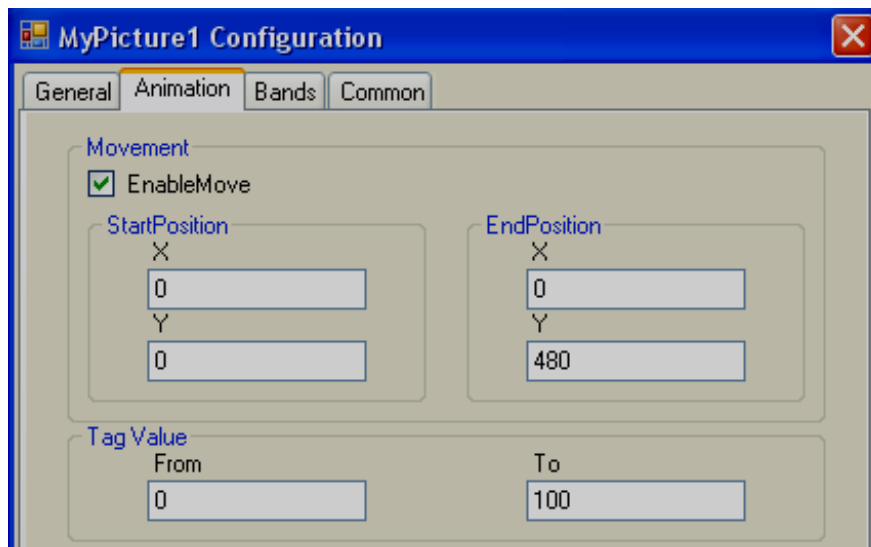 MyPicture1 Configuration
General Animation Bands Common
Movement
EnableMove
StartPosition EndPosition
X X
0 0
Y Y
0 480
Tag Value
From To
0 100